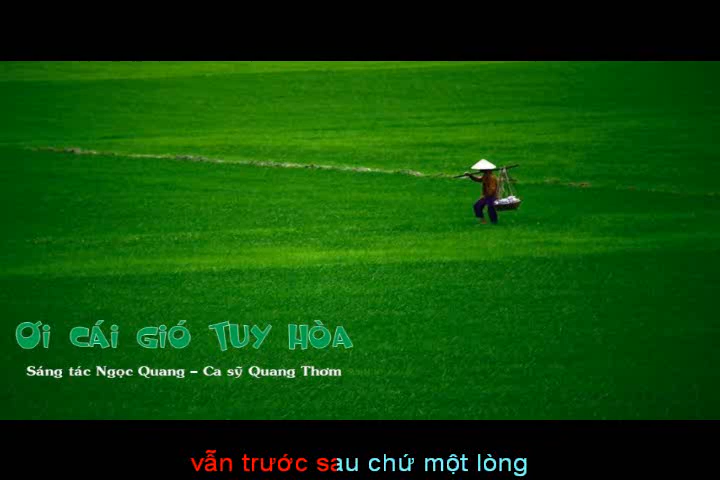 Ơi cái gió Tuy Hòa
Sáng tác Ngọc Quang – Ca sỹ Quang Thơm
vẫn trước sau chứ một lòng